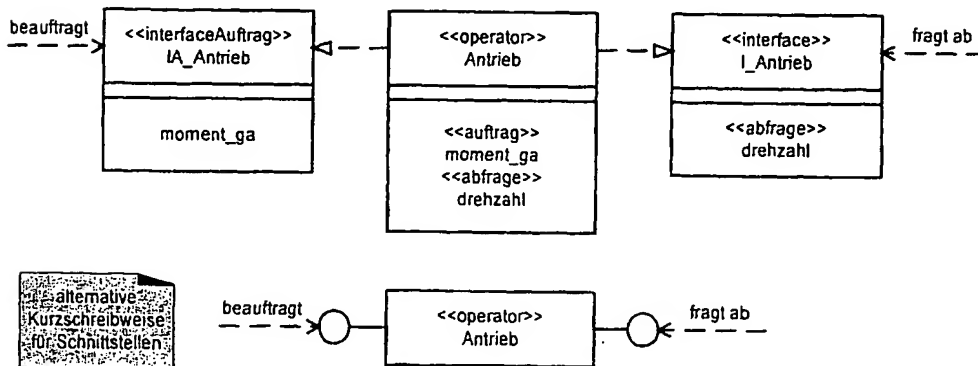 beauftragt
<<interfaceAuftrag>>
IA_Antrieb
moment_ga
<<operator>>
Antrieb
<<auftrag>>
moment_ga
<<abfrage>>
drehzahl
<<interface>>
I_Antrieb
<<abfrage>>
drehzahl
fragt ab
alternative
Kurzschreibweise
für Schnittstellen
beauftragt
<<operator>>
Antrieb
fragt ab